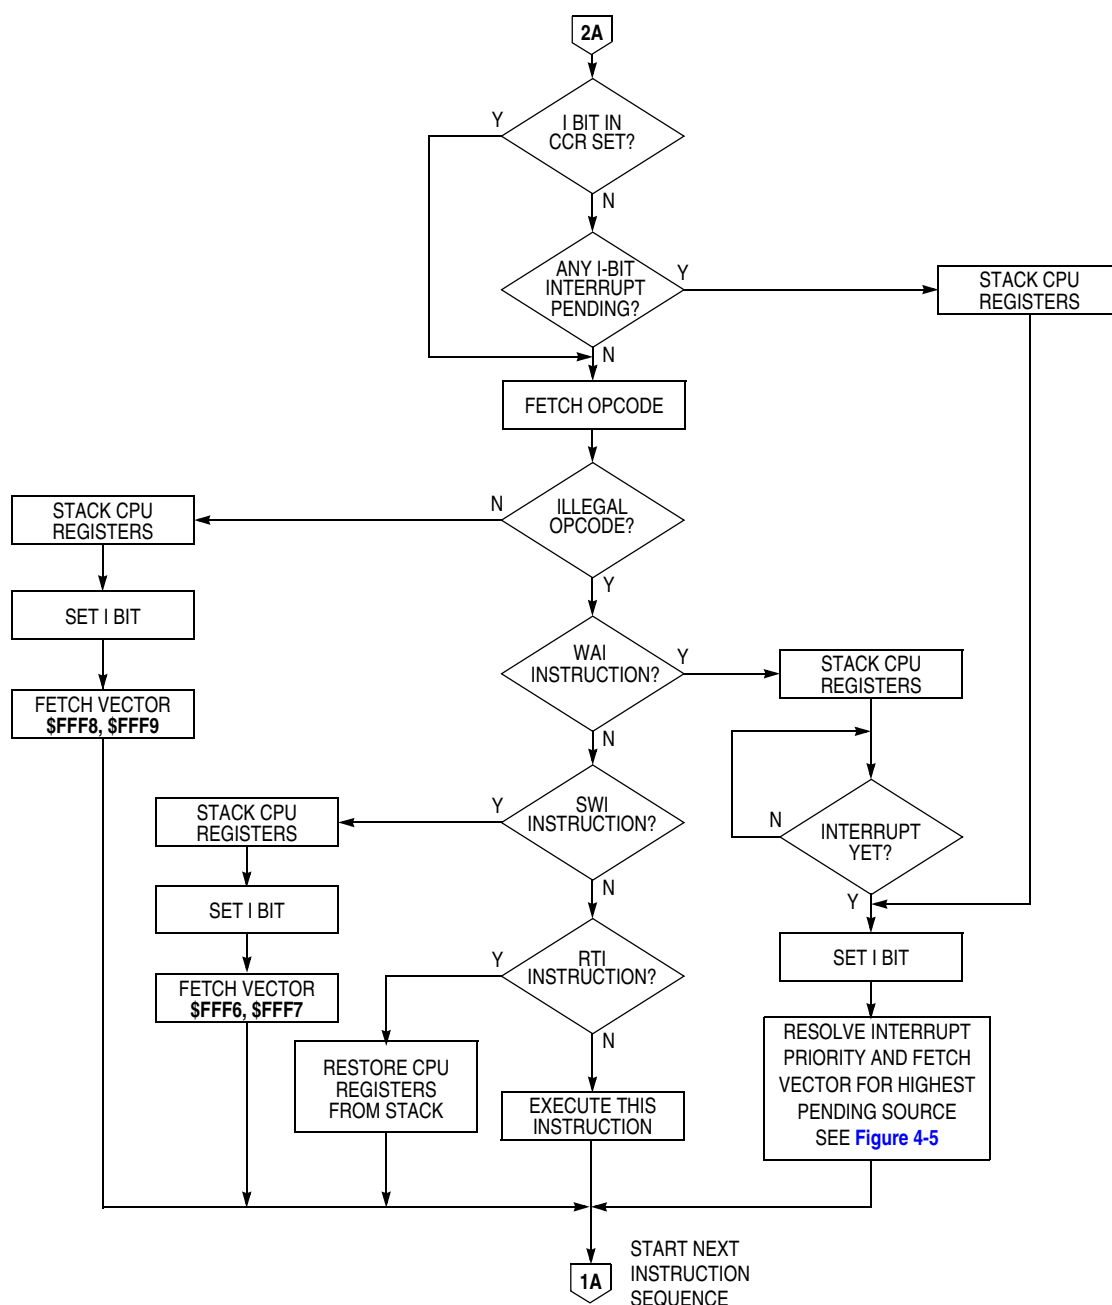 2A
Y
I BIT IN
CCR SET?
N
ANY I-BIT
INTERRUPT
PENDING?
Y
STACK CPU
REGISTERS
N
FETCH OPCODE
STACK CPU
REGISTERS
N
ILLEGAL
OPCODE?
Y
SET I BIT
WAI
INSTRUCTION?
Y
STACK CPU
REGISTERS
FETCH VECTOR
$FFF8, $FFF9
N
STACK CPU
REGISTERS
Y
SWI
INSTRUCTION?
N
INTERRUPT
YET?
N
Y
SET I BIT
Y
RTI
INSTRUCTION?
SET I BIT
FETCH VECTOR
$FFF6, $FFF7
N
RESOLVE INTERRUPT
PRIORITY AND FETCH
VECTOR FOR HIGHEST
PENDING SOURCE
SEE Figure 4-5
RESTORE CPU
REGISTERS
FROM STACK
EXECUTE THIS
INSTRUCTION
1A
START NEXT
INSTRUCTION
SEQUENCE